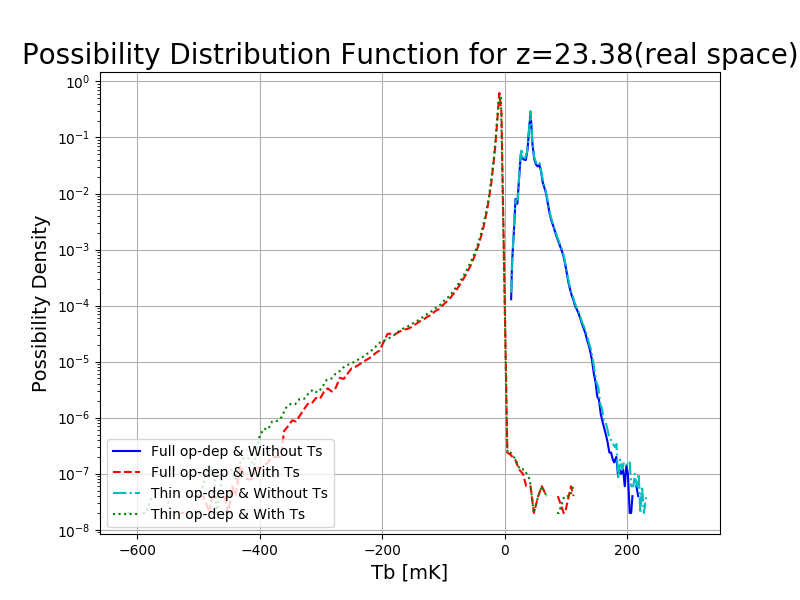 Possibility Distribution Function for z=23.38(real space)
Possibility Density
10⁰
10⁻¹
10⁻²
10⁻³
10⁻⁴
10⁻⁵
10⁻⁶
10⁻⁷
10⁻⁸
Full op-dep & Without Ts
Full op-dep & With Ts
Thin op-dep & Without Ts
Thin op-dep & With Ts
−600 −400 −200 0 200
Tb [mK]